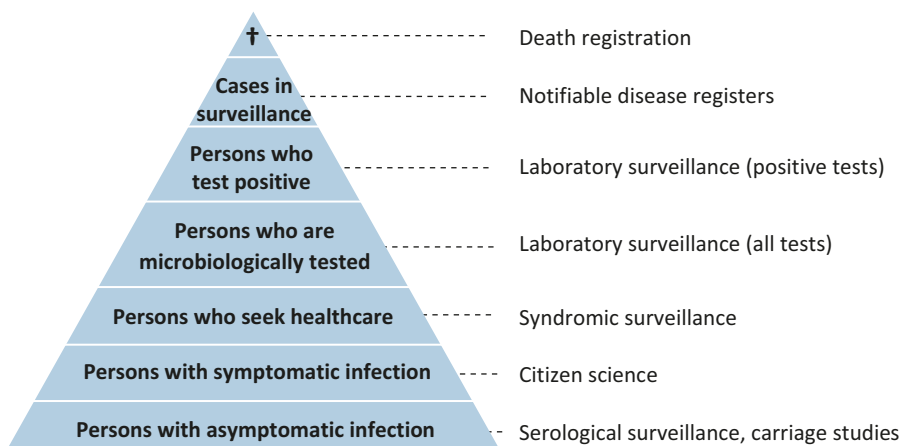 † Death registration
Cases in
surveillance
Notifiable disease registers
Persons who
test positive
Laboratory surveillance (positive tests)
Persons who are
microbiologically tested
Laboratory surveillance (all tests)
Persons who seek healthcare
Syndromic surveillance
Persons with symptomatic infection
Citizen science
Persons with asymptomatic infection
Serological surveillance, carriage studies